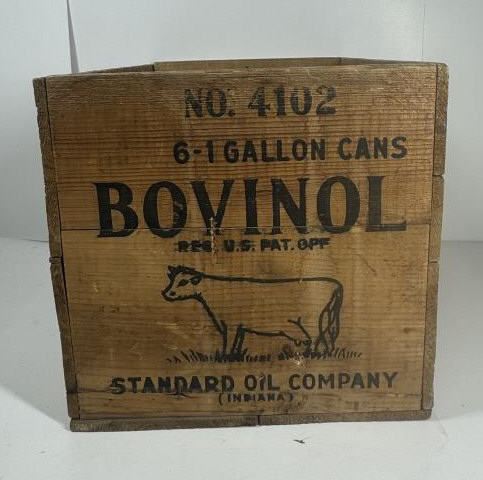 NO. 4102
6-1 GALLON CANS
BOVINOL
REG. U.S. PAT. OFF
STANDARD OIL COMPANY
(INDIANA)